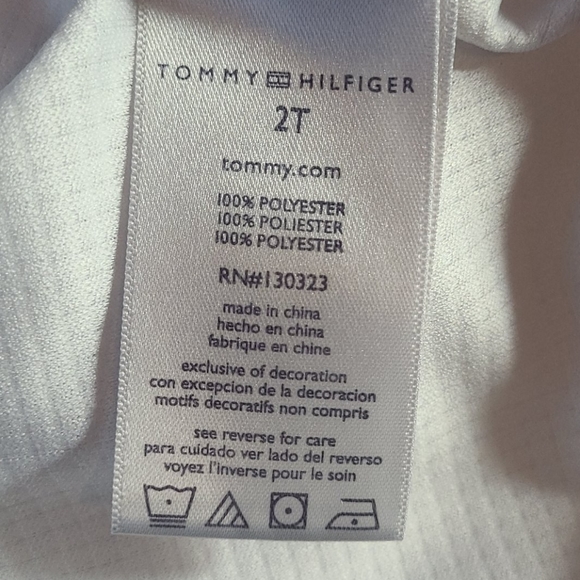 TOMMY HILFIGER
2T
tommy.com
100% POLYESTER
100% POLIESTER
100% POLYESTER
RN#130323
made in china
hecho en china
fabrique en chine
exclusive of decoration
con excepcion de la decoracion
motifs decoratifs non compris
see reverse for care
para cuidado ver lado del reverso
voyez l'inverse pour le soin